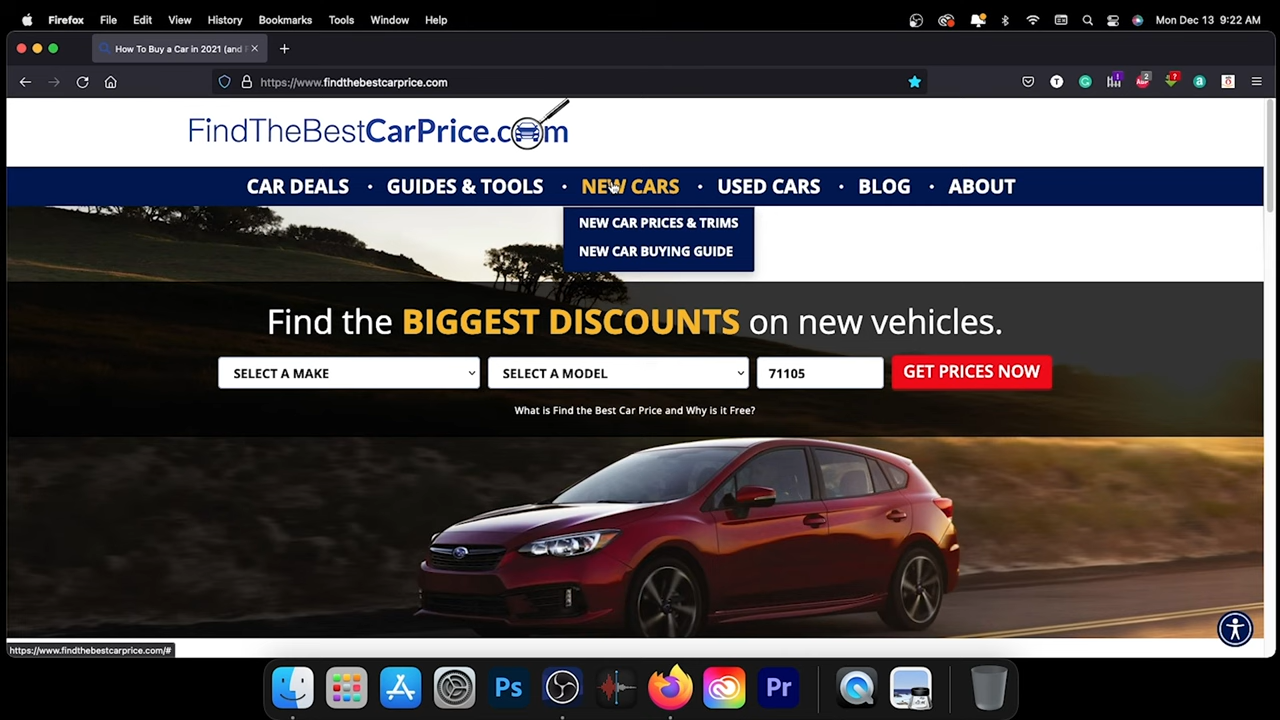 Firefox File Edit View History Bookmarks Tools Window Help Mon Dec 13 9:22 AM
How To Buy a Car in 2021 (and
https://www.findthebestcarprice.com
FindTheBestCarPrice.com
CAR DEALS • GUIDES & TOOLS • NEW CARS • USED CARS • BLOG • ABOUT
NEW CAR PRICES & TRIMS
NEW CAR BUYING GUIDE
Find the BIGGEST DISCOUNTS on new vehicles.
SELECT A MAKE SELECT A MODEL 71105 GET PRICES NOW
What is Find the Best Car Price and Why is it Free?
https://www.findthebestcarprice.com/#
Ps Pr